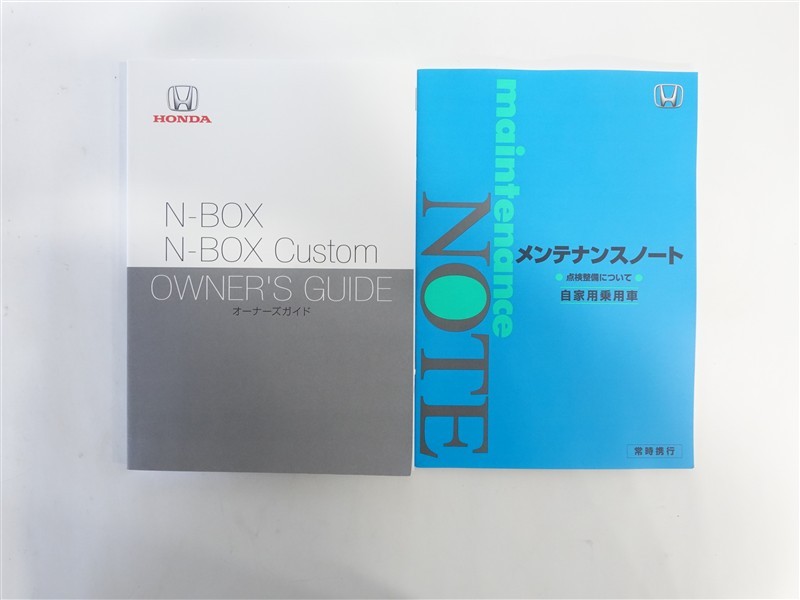 HONDA
N-BOX
N-BOX Custom
OWNER'S GUIDE
オーナーズガイド
maintenance
NOTE
メンテナンスノート
点検整備について
自家用乗用車
常時携行